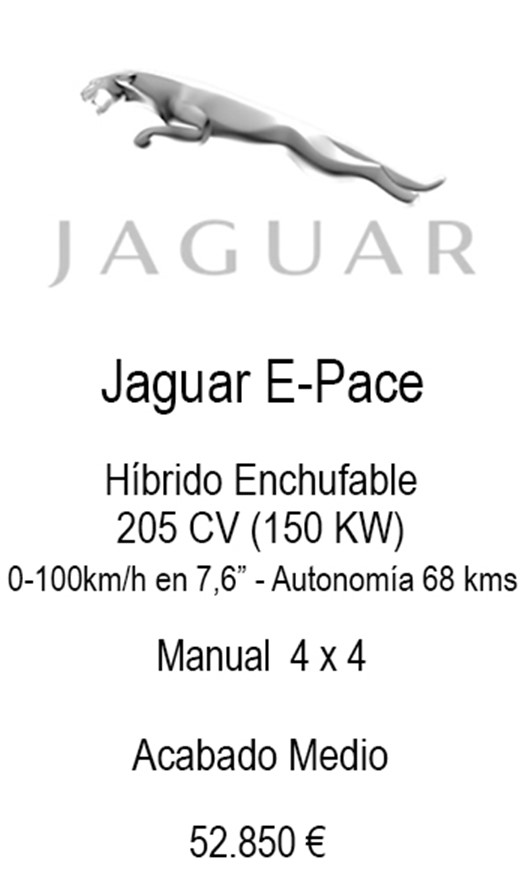 JAGUAR
Jaguar E-Pace
Híbrido Enchufable
205 CV (150 KW)
0-100km/h en 7,6” - Autonomía 68 kms
Manual 4 x 4
Acabado Medio
52.850 €